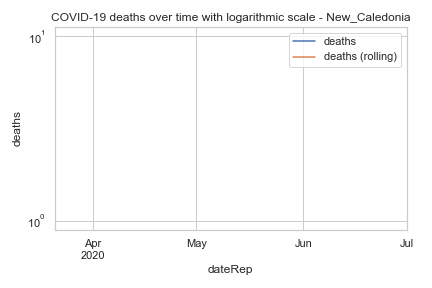 COVID-19 deaths over time with logarithmic scale - New_Caledonia
10¹
deaths
deaths (rolling)
deaths
10⁰
Apr
2020
May
Jun
Jul
dateRep